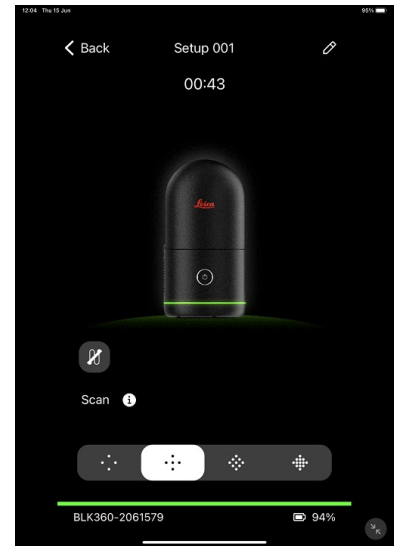 12:04 Thu 15 Jun 95%
Back Setup 001
00:43
Leica
Scan i
BLK360-2061579 94%